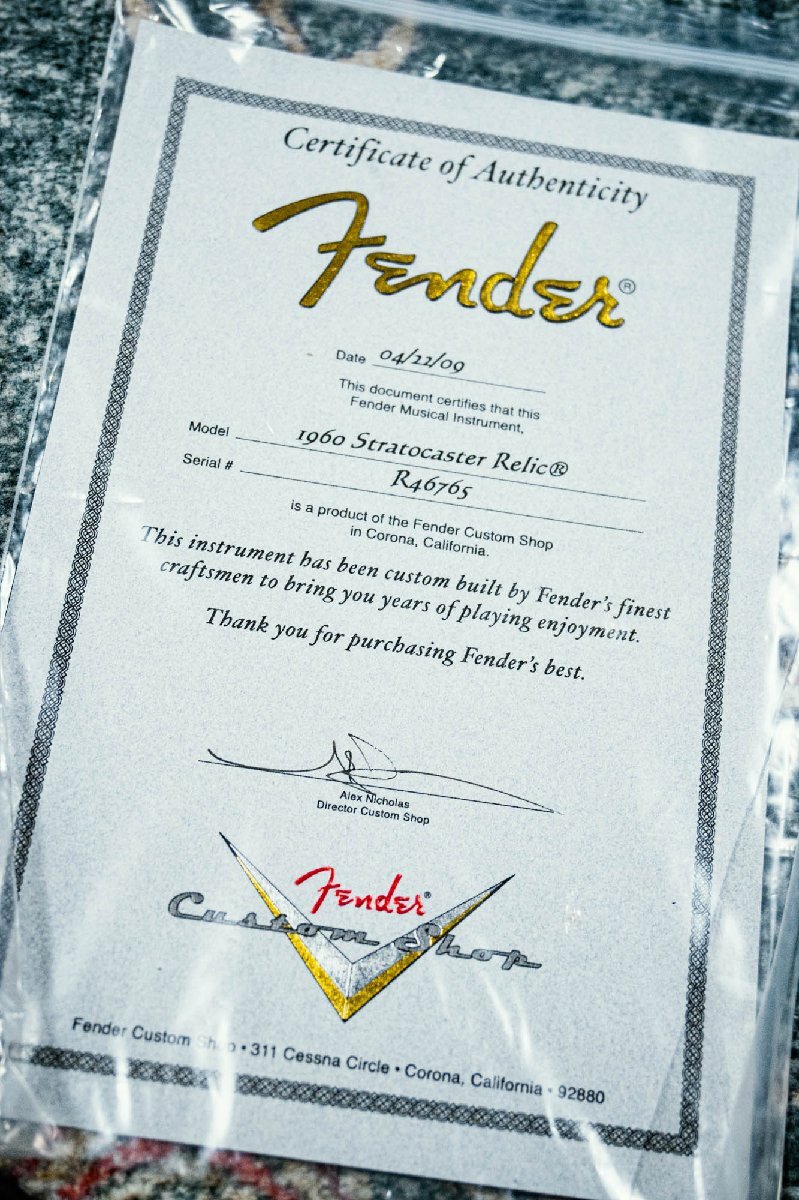 Certificate of Authenticity
Fender®
Date 04/22/09
This document certifies that this
Fender Musical Instrument,
Model 1960 Stratocaster Relic®
Serial # R46765
is a product of the Fender Custom Shop
in Corona, California.
This instrument has been custom built by Fender's finest
craftsmen to bring you years of playing enjoyment.
Thank you for purchasing Fender's best.
Alex Nicholas
Director Custom Shop
Fender®
Custom Shop
Fender Custom Shop • 311 Cessna Circle • Corona, California • 92880